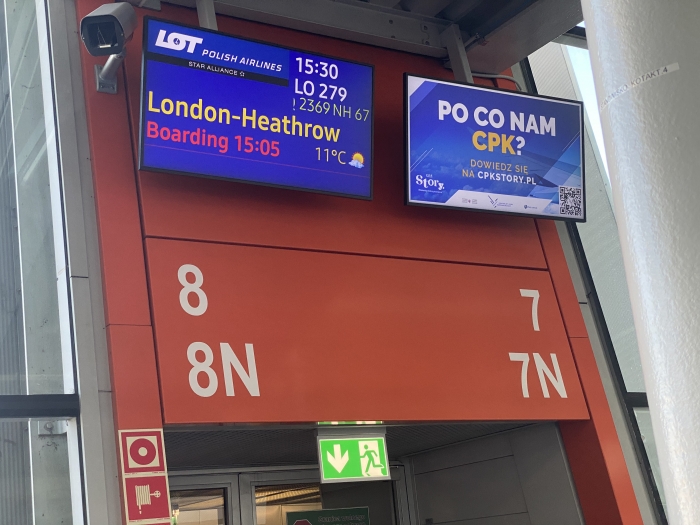 LOT POLISH AIRLINES
STAR ALLIANCE
15:30
LO 279
2369 NH 67
London-Heathrow
Boarding 15:05
11°C
PO CO NAM
CPK?
DOWIEDZ SIĘ
NA CPKSTORY.PL
Story.
8
7
8N
7N